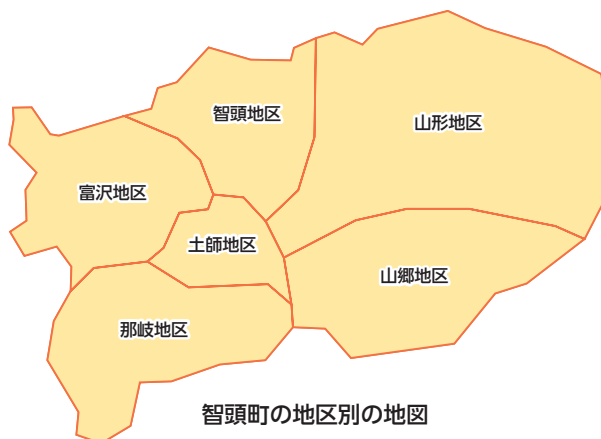 智頭地区
山形地区
富沢地区
土師地区
山郷地区
那岐地区
智頭町の地区別の地図